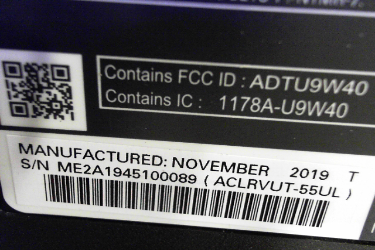 Contains FCC ID : ADTU9W40
Contains IC : 1178A-U9W40
MANUFACTURED: NOVEMBER 2019 T
S/N ME2A1945100089 ( ACLRVUT-55UL )